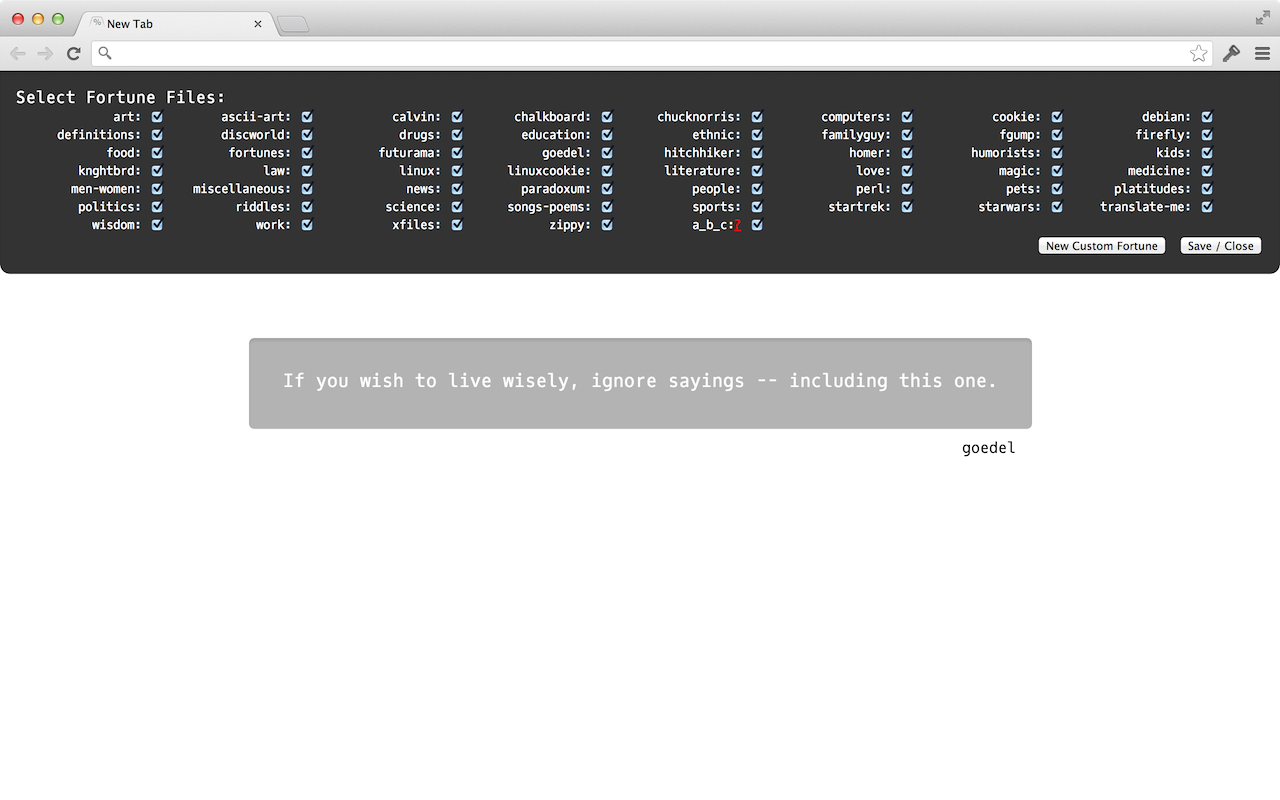 New Tab
Select Fortune Files:
art: ascii-art: calvin: chalkboard: chucknorris: computers: cookie: debian:
definitions: discworld: drugs: education: ethnic: familyguy: fgump: firefly:
food: fortunes: futurama: goedel: hitchhiker: homer: humorists: kids:
knghtbrd: law: linux: linuxcookie: literature: love: magic: medicine:
men-women: miscellaneous: news: paradoxum: people: perl: pets: platitudes:
politics: riddles: science: songs-poems: sports: startrek: starwars: translate-me:
wisdom: work: xfiles: zippy: a_b_c:?
New Custom Fortune Save / Close
If you wish to live wisely, ignore sayings -- including this one.
goedel